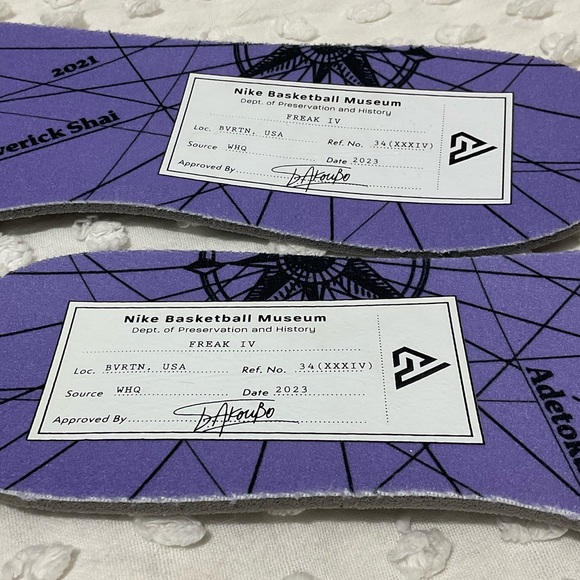 2021
verick Shai
Nike Basketball Museum
Dept. of Preservation and History
FREAK IV
Loc. BVRTN, USA Ref. No. 34(XXXIV)
Source WHQ Date 2023
Approved By
Nike Basketball Museum
Dept. of Preservation and History
FREAK IV
Loc. BVRTN, USA Ref. No. 34(XXXIV)
Source WHQ Date 2023
Approved By
Adetok